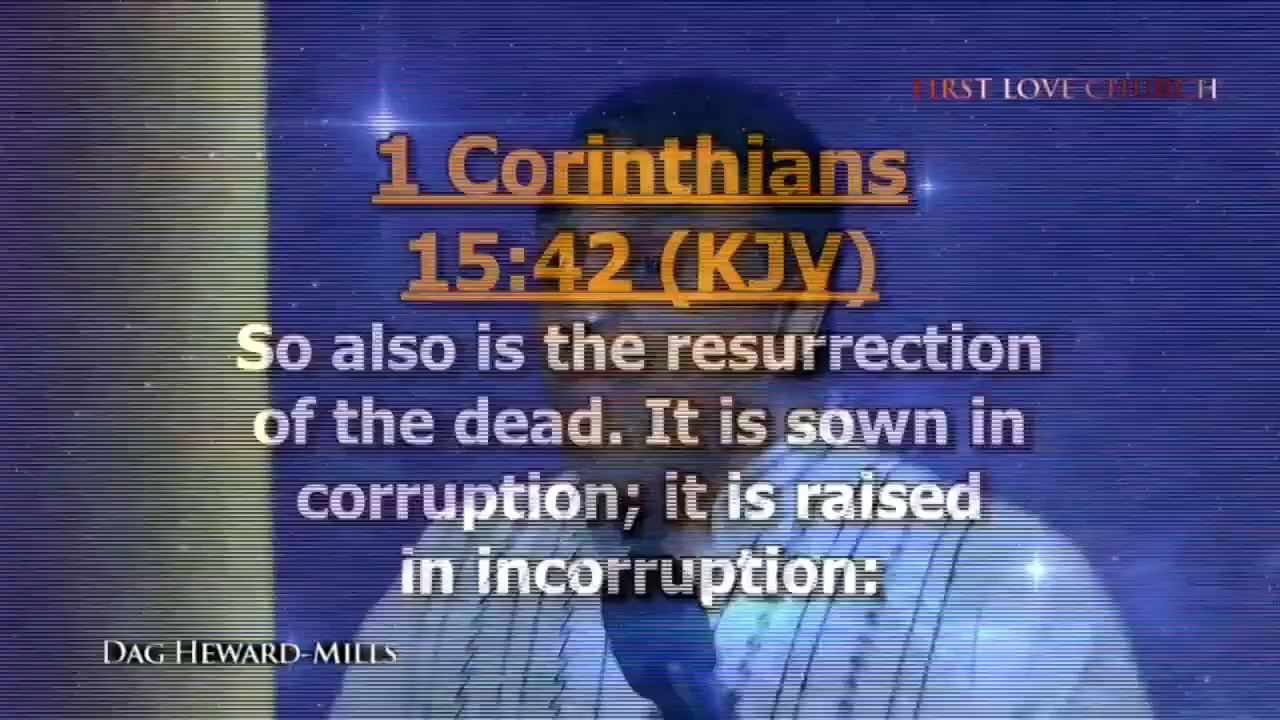 FIRST LOVE CHURCH
1 Corinthians
15:42 (KJV)
So also is the resurrection
of the dead. It is sown in
corruption; it is raised
in incorruption:
DAG HEWARD-MILLS